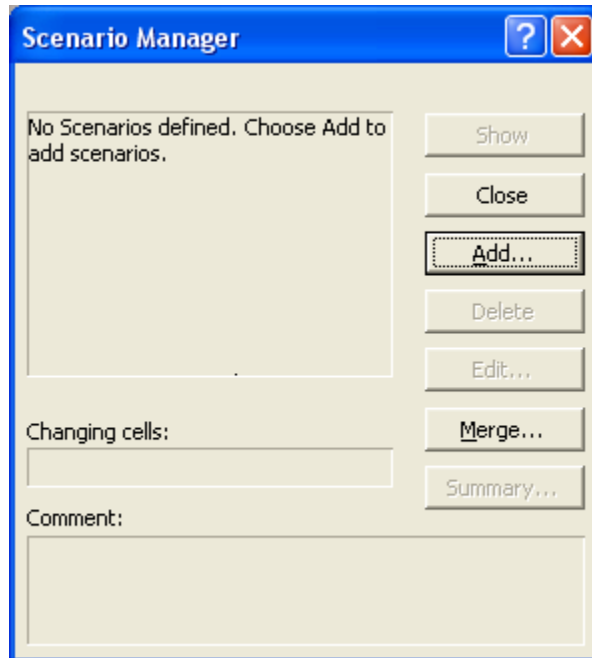 Scenario Manager
No Scenarios defined. Choose Add to
add scenarios.
Show
Close
Add...
Delete
Edit...
Changing cells:
Merge...
Summary...
Comment: